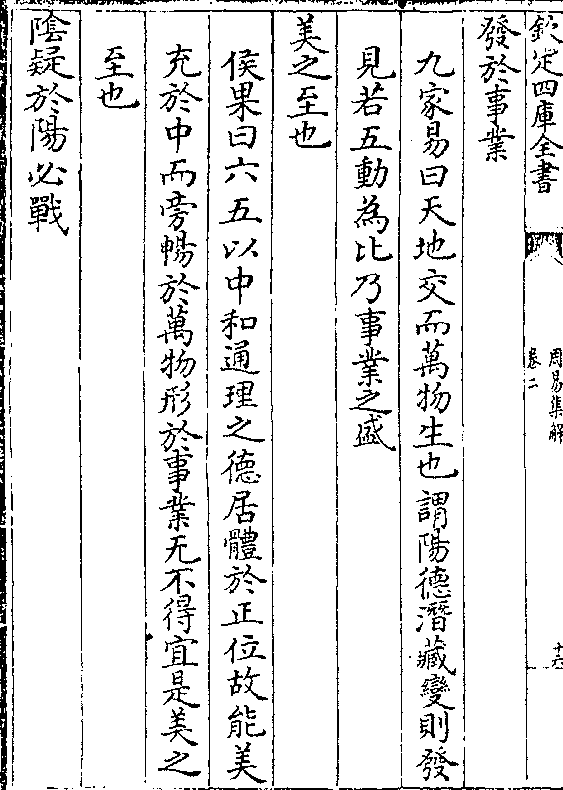 欽定四庫全書
周易集解
卷二
十六
發於事業
九家易曰天地交而萬物生也謂陽德潛藏變則發
見若五動為比乃事業之盛
美之至也
侯果曰六五以中和通理之德居體於正位故能美
充於中而旁暢於萬物形於事業无不得宜是美之
至也
陰疑於陽必戰